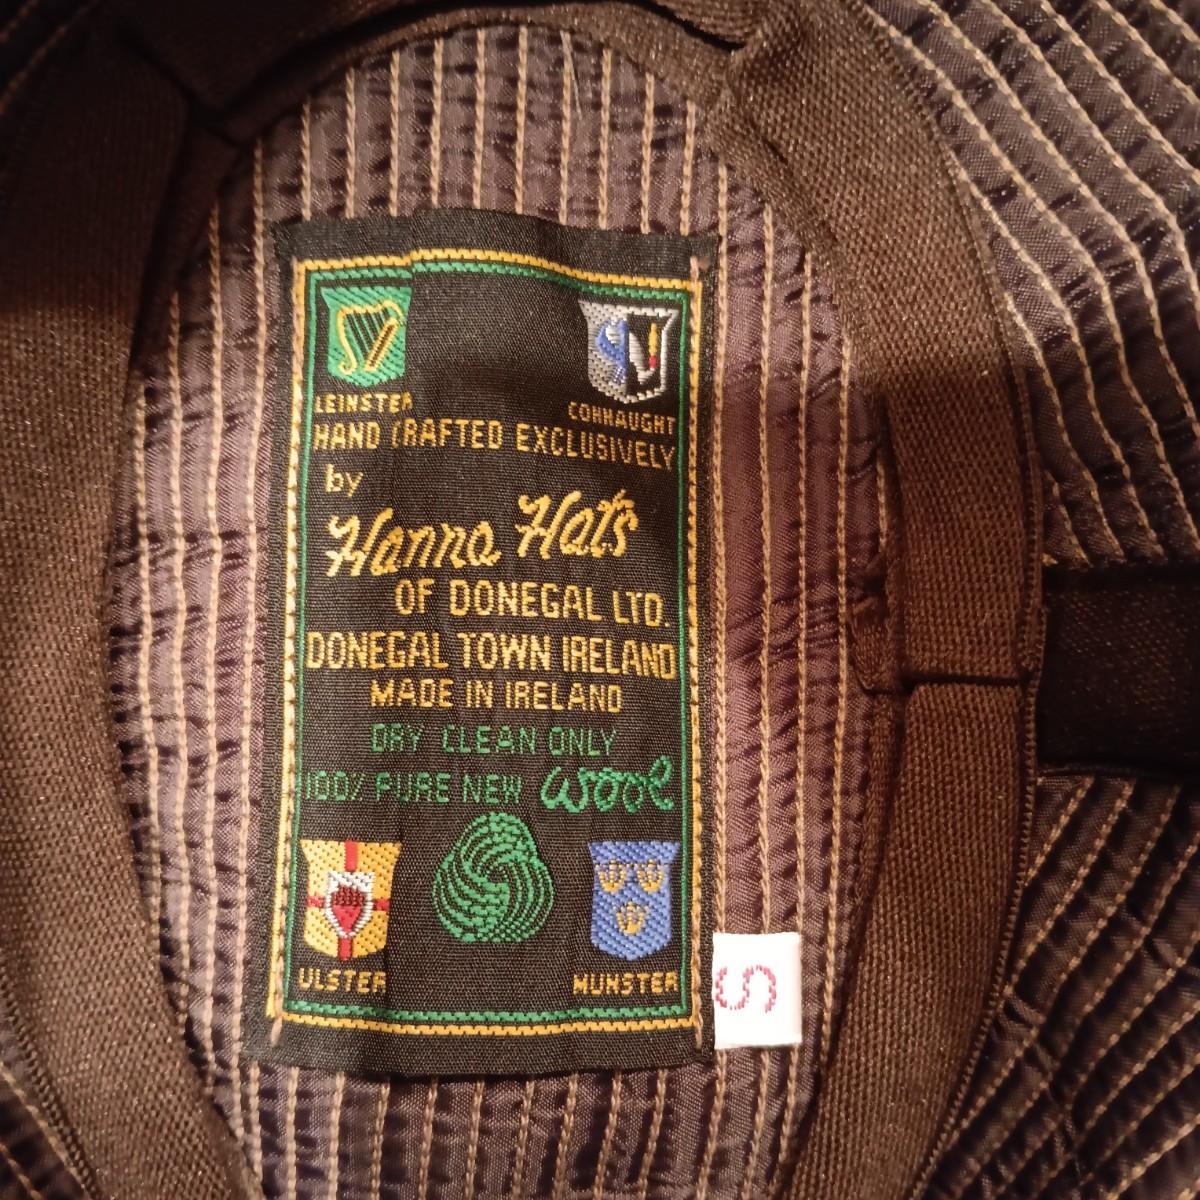 LEINSTER
CONNAUGHT
HAND CRAFTED EXCLUSIVELY
by
Hanna Hats
OF DONEGAL LTD.
DONEGAL TOWN IRELAND
MADE IN IRELAND
DRY CLEAN ONLY
100% PURE NEW wool
ULSTER
MUNSTER
S